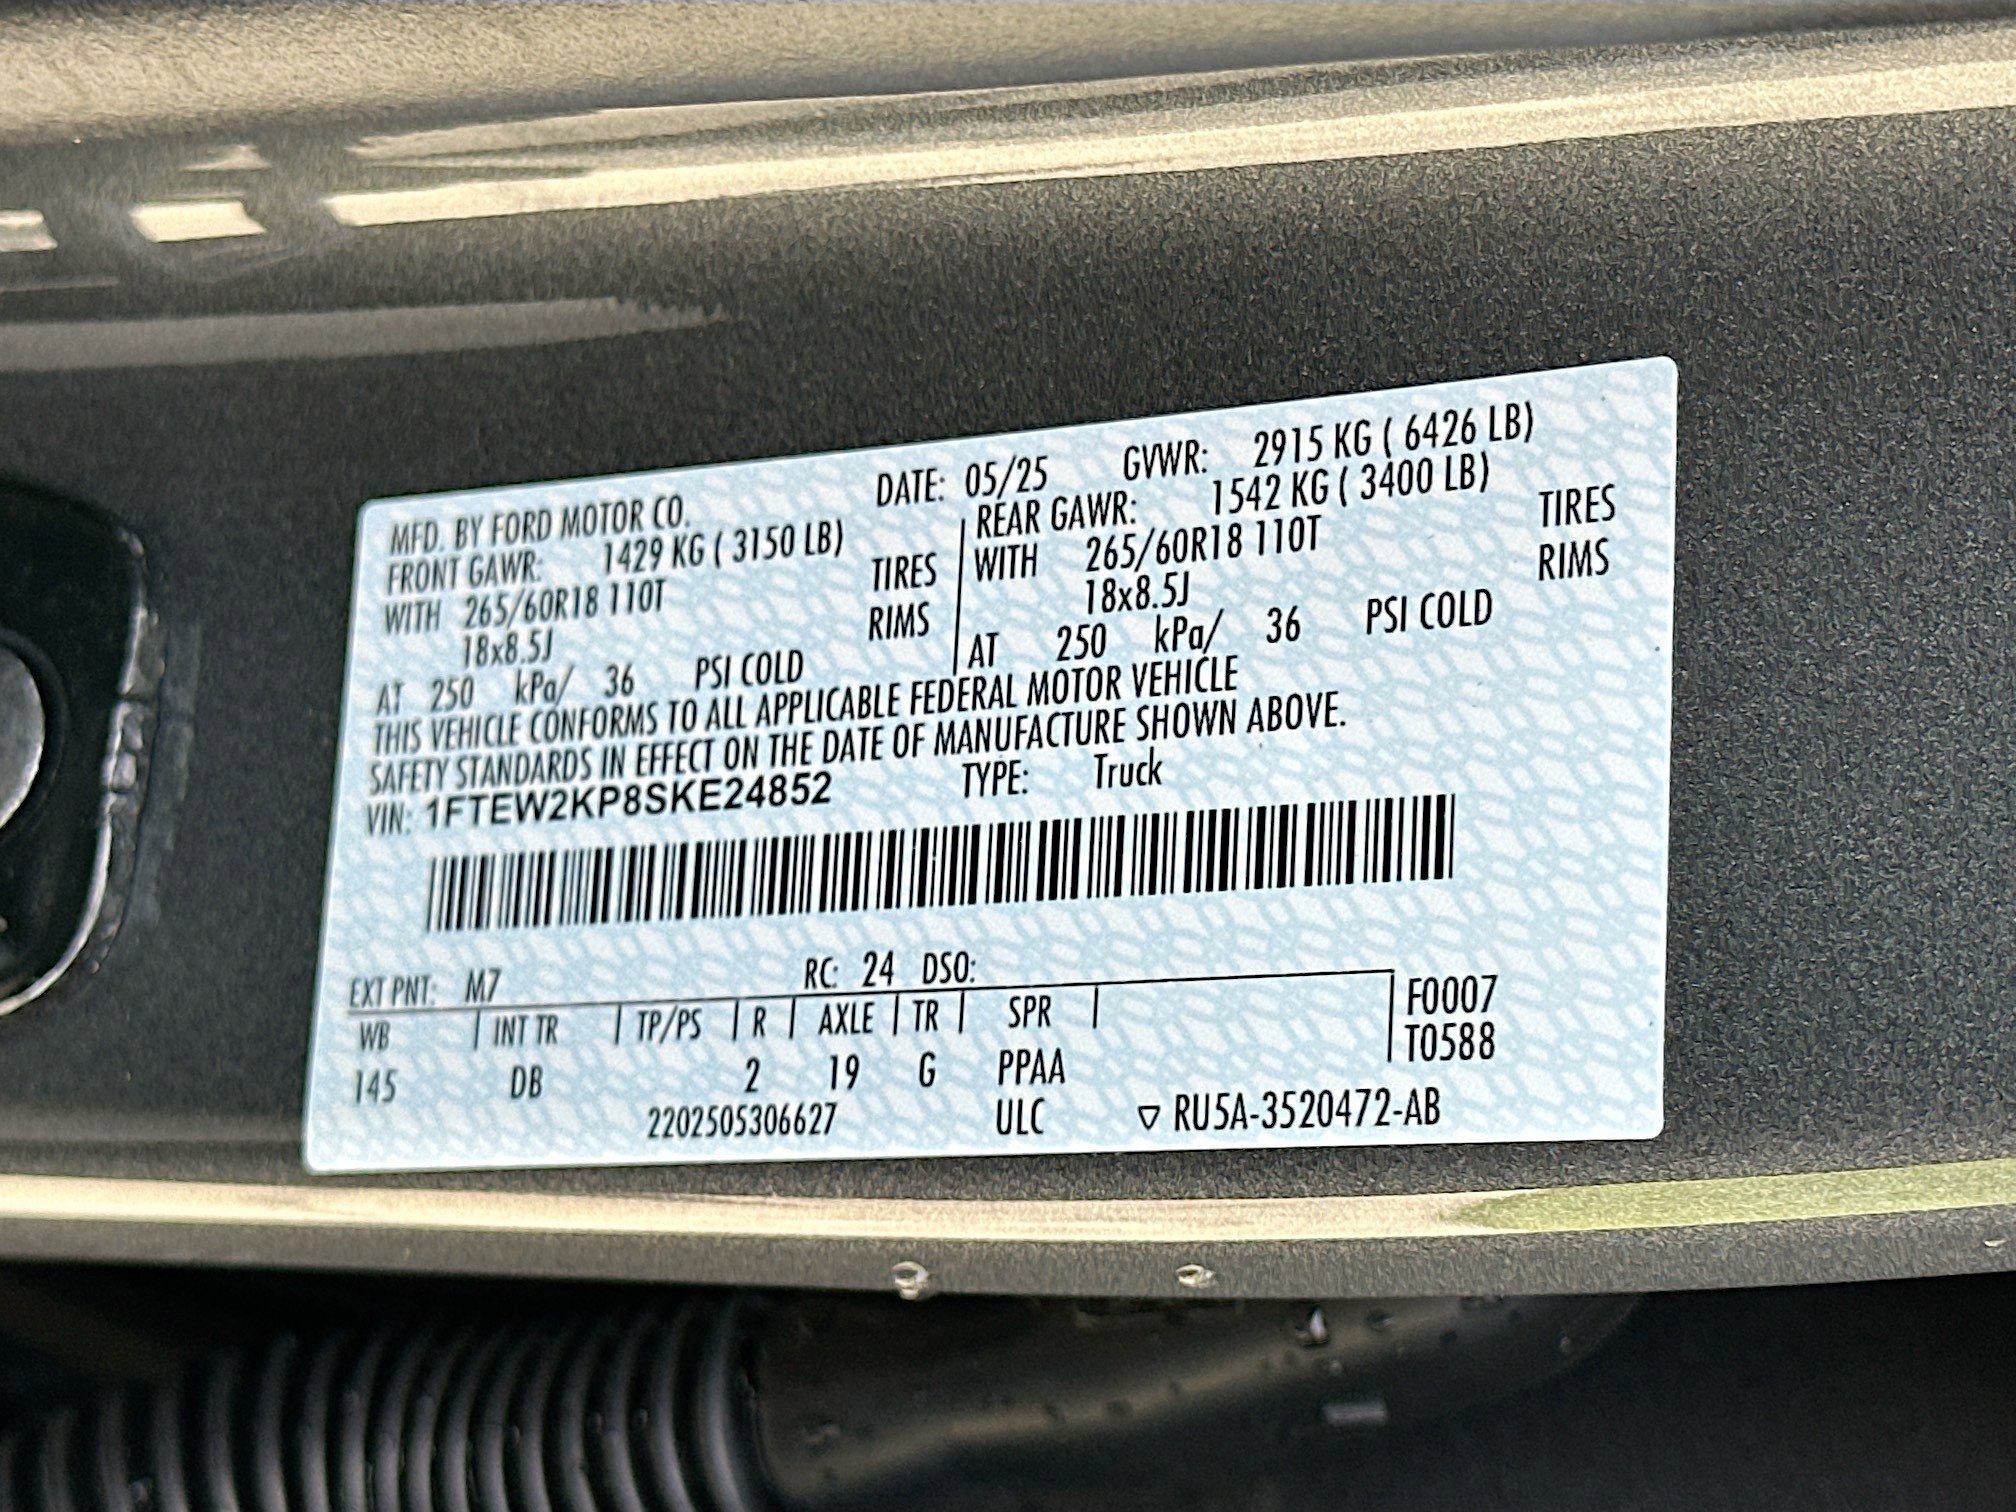 MFD. BY FORD MOTOR CO. DATE: 05/25 GVWR: 2915 KG ( 6426 LB)
FRONT GAWR: 1429 KG ( 3150 LB) REAR GAWR: 1542 KG ( 3400 LB)
WITH 265/60R18 110T TIRES WITH 265/60R18 110T TIRES
18x8.5J RIMS 18x8.5J RIMS
AT 250 kPa/ 36 PSI COLD AT 250 kPa/ 36 PSI COLD
THIS VEHICLE CONFORMS TO ALL APPLICABLE FEDERAL MOTOR VEHICLE
SAFETY STANDARDS IN EFFECT ON THE DATE OF MANUFACTURE SHOWN ABOVE.
VIN: 1FTEW2KP8SKE24852 TYPE: Truck
EXT PNT: M7 RC: 24 DSO:
WB | INT TR | TP/PS | R | AXLE | TR | SPR | F0007
T0588
145 DB 2 19 G PPAA
2202505306627 ULC ▽ RU5A-3520472-AB